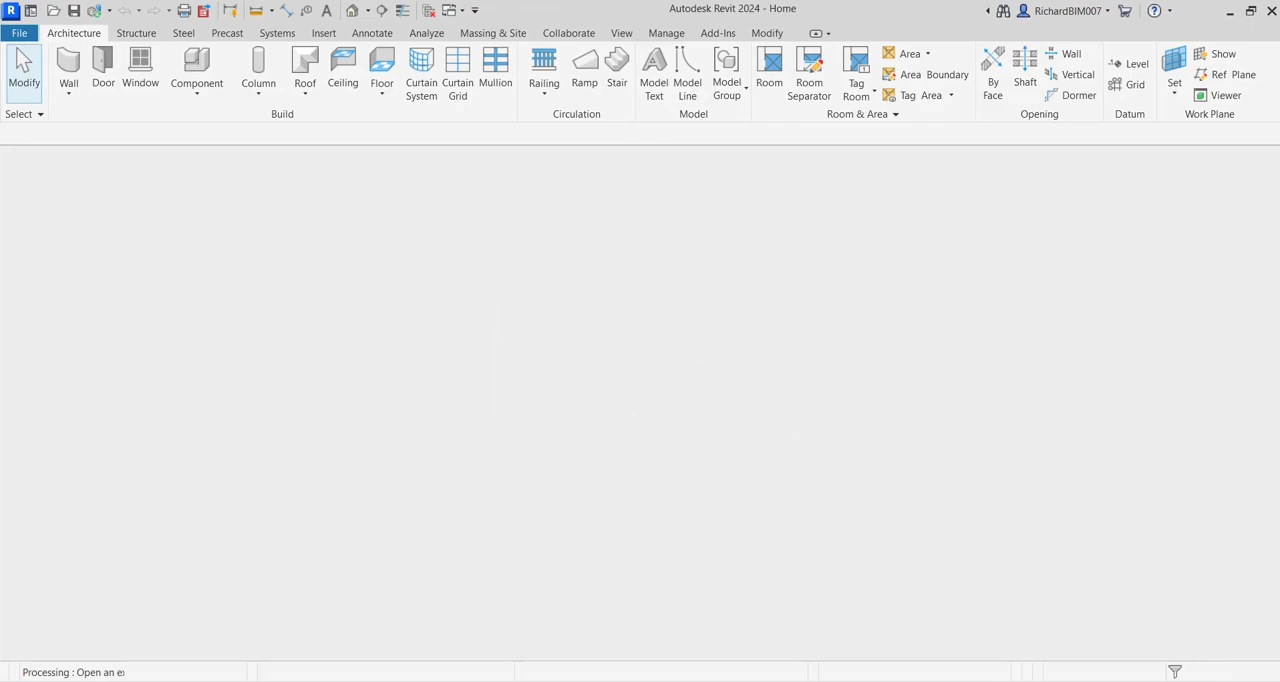 Autodesk Revit 2024 - Home
RichardBIM007
File Architecture Structure Steel Precast Systems Insert Annotate Analyze Massing & Site Collaborate View Manage Add-Ins Modify
Modify
Wall
Door
Window
Component
Column
Roof
Ceiling
Floor
Curtain
System
Curtain
Grid
Mullion
Railing
Ramp
Stair
Model
Text
Model
Line
Model
Group
Room
Room
Separator
Tag
Room
Area
Area Boundary
Tag Area
By
Face
Shaft
Wall
Vertical
Dormer
Level
Grid
Set
Show
Ref Plane
Viewer
Select
Build
Circulation
Model
Room & Area
Opening
Datum
Work Plane
Processing : Open an